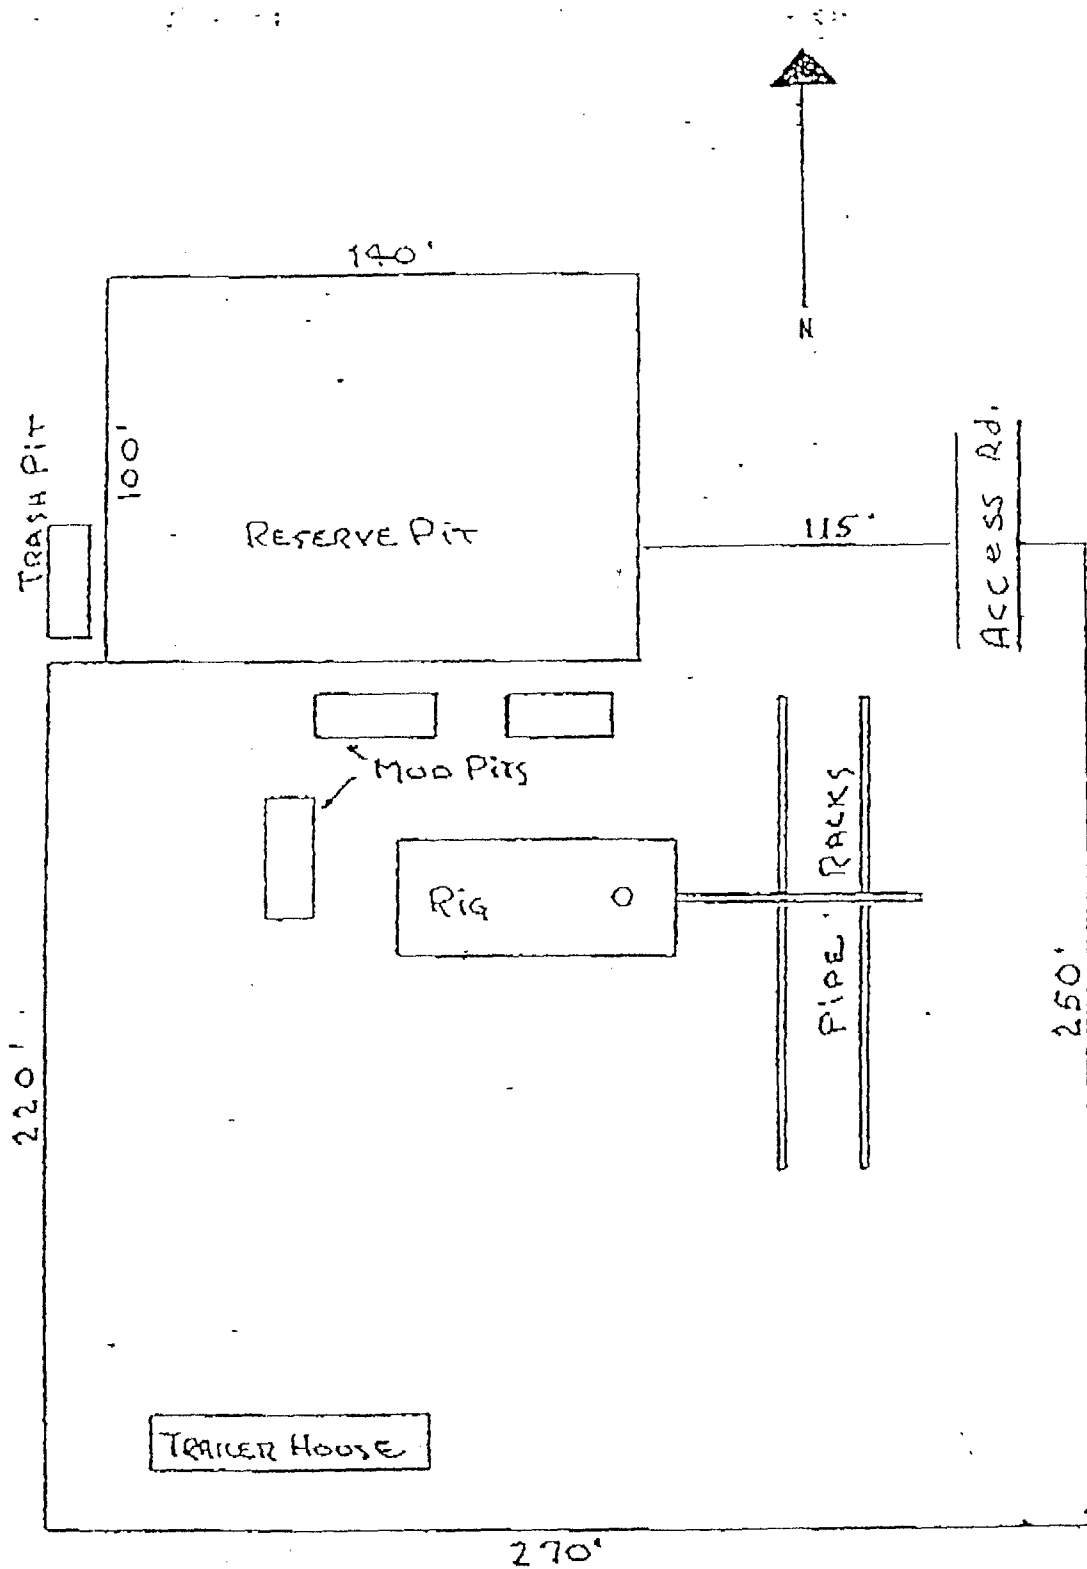 N
140'
100'
TRASH PIT
RESERVE PIT
115'
Access Rd.
MUD PITS
RIG
PIPE RACKS
220'
250'
TRAILER HOUSE
270'